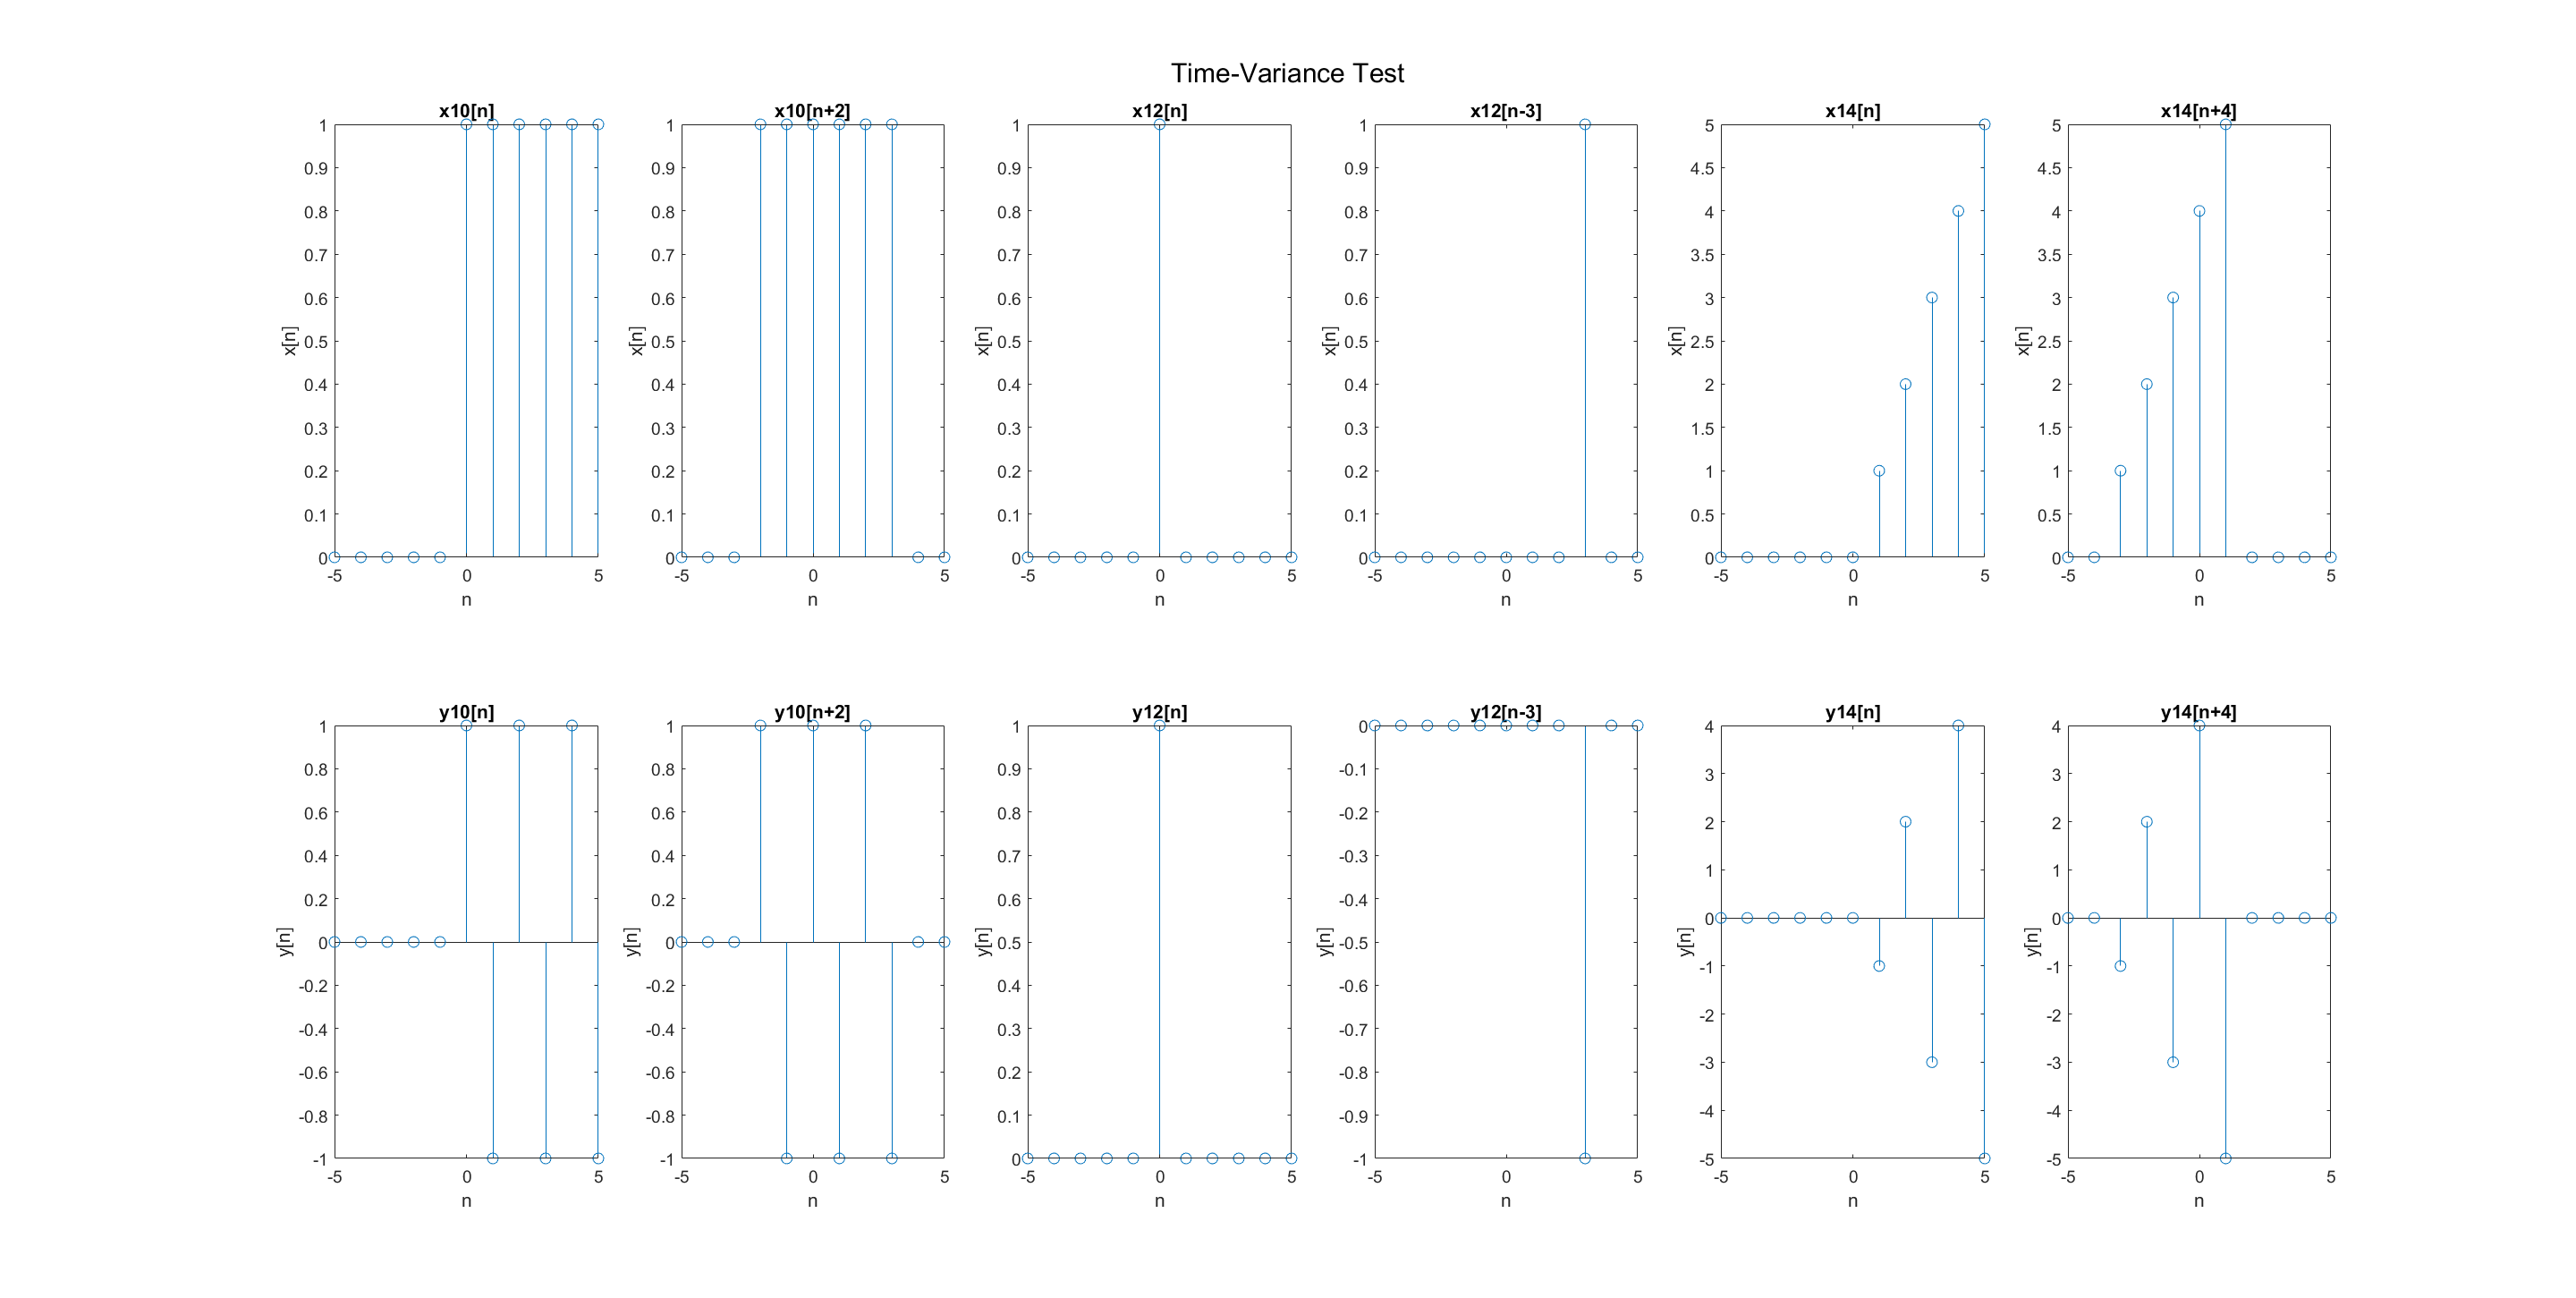 Time-Variance Test
x10[n] x10[n+2] x12[n] x12[n-3] x14[n] x14[n+4]
1 1 1 1 5 5
0.9 0.9 0.9 0.9 4.5 4.5
0.8 0.8 0.8 0.8 4 4
0.7 0.7 0.7 0.7 3.5 3.5
0.6 0.6 0.6 0.6 3 3
x[n] 0.5 x[n] 0.5 x[n] 0.5 x[n] 0.5 x[n] 2.5 x[n] 2.5
0.4 0.4 0.4 0.4 2 2
0.3 0.3 0.3 0.3 1.5 1.5
0.2 0.2 0.2 0.2 1 1
0.1 0.1 0.1 0.1 0.5 0.5
0 0 0 0 0 0
-5 0 5 -5 0 5 -5 0 5 -5 0 5 -5 0 5 -5 0 5
n n n n n n
y10[n] y10[n+2] y12[n] y12[n-3] y14[n] y14[n+4]
1 1 1 0 4 4
0.8 0.8 0.9 -0.1 3 3
0.6 0.6 0.8 -0.2 2 2
0.4 0.4 0.7 -0.3 1 1
0.2 0.2 0.6 -0.4 0 0
y[n] 0 y[n] 0 y[n] 0.5 y[n] -0.5 y[n] -1 y[n] -1
-0.2 -0.2 0.4 -0.6 -2 -2
-0.4 -0.4 0.3 -0.7 -3 -3
-0.6 -0.6 0.2 -0.8 -4 -4
-0.8 -0.8 0.1 -0.9 -5 -5
-1 -1 0 -1
-5 0 5 -5 0 5 -5 0 5 -5 0 5 -5 0 5 -5 0 5
n n n n n n